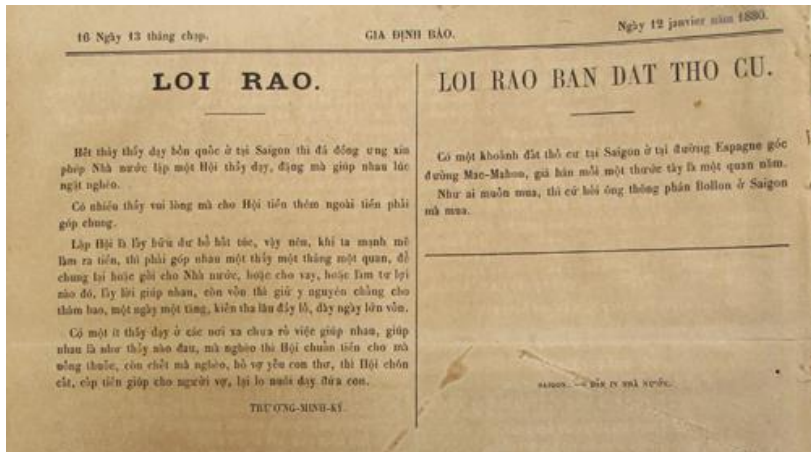 16 Ngày 13 tháng chạp.
GIA ĐỊNH BÁO.
Ngày 12 janvier năm 1880.
LOI RAO.
Hết thảy thầy dạy bổn quốc ở tại Saigon thì đã đồng ưng xin
phép Nhà nước lập một Hội thầy dạy, đặng mà giúp nhau lúc
ngặt nghèo.
Có nhiều thầy vui lòng mà cho Hội tiền thêm ngoài tiền phải
góp chung.
Lập Hội là lấy hữu dư bổ bất túc, vậy nên, khi ta mạnh mẽ
làm ra tiền, thì phải góp nhau một thầy một tháng một quan, để
chung lại hoặc gởi cho Nhà nước, hoặc cho vay, hoặc làm tư lợi
nào đó, lấy lời giúp nhau, còn vốn thì giữ y nguyên chẳng cho
thâm hao, một ngày một tăng, kiến tha lâu đầy lỗ, dày ngày lớn vốn.
Có một ít thầy dạy ở các nơi xa chưa rõ việc giúp nhau, giúp
nhau là như thầy nào đau, mà nghèo thì Hội chuẩn tiền cho mà
uống thuốc, còn chết mà nghèo, bỏ vợ yếu con thơ, thì Hội chôn
cất, cấp tiền giúp cho người vợ, lại lo nuôi dạy đứa con.
TRƯƠNG-MINH-KÝ.
LOI RAO BAN DAT THO CU.
Có một khoảnh đất thổ cư tại Saigon ở tại đường Espagne góc
đường Mac-Mahon, giá bán mỗi một thước tây là một quan năm.
Như ai muốn mua, thì cứ hỏi ông thông phán Bollon ở Saigon
mà mua.
SAIGON. — BẢN IN NHÀ NƯỚC.